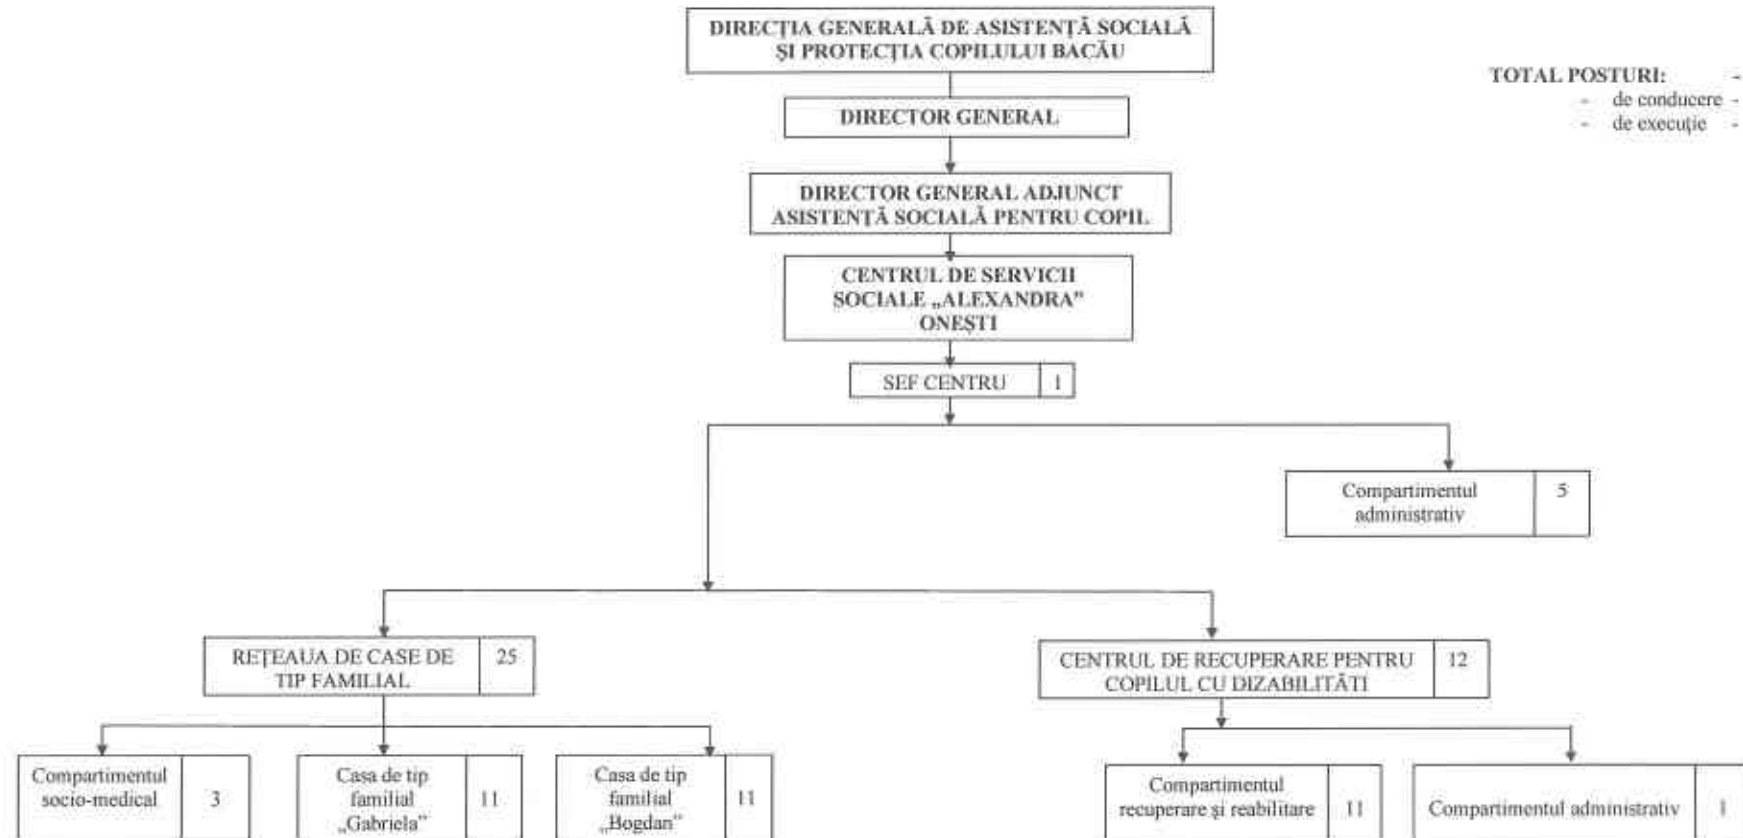 DIRECȚIA GENERALĂ DE ASISTENȚĂ SOCIALĂ
ȘI PROTECȚIA COPILULUI BACĂU
TOTAL POSTURI: -
- de conducere -
- de execuție -
DIRECTOR GENERAL
DIRECTOR GENERAL ADJUNCT
ASISTENȚĂ SOCIALĂ PENTRU COPIL
CENTRUL DE SERVICII
SOCIALE „ALEXANDRA”
ONEȘTI
SEF CENTRU 1
Compartimentul 5
administrativ
REȚEAUA DE CASE DE 25
TIP FAMILIAL
CENTRUL DE RECUPERARE PENTRU 12
COPILUL CU DIZABILITĂTI
Compartimentul
socio-medical 3
Casa de tip
familial 11
„Gabriela”
Casa de tip
familial 11
„Bogdan”
Compartimentul
recuperare și reabilitare 11
Compartimentul administrativ 1